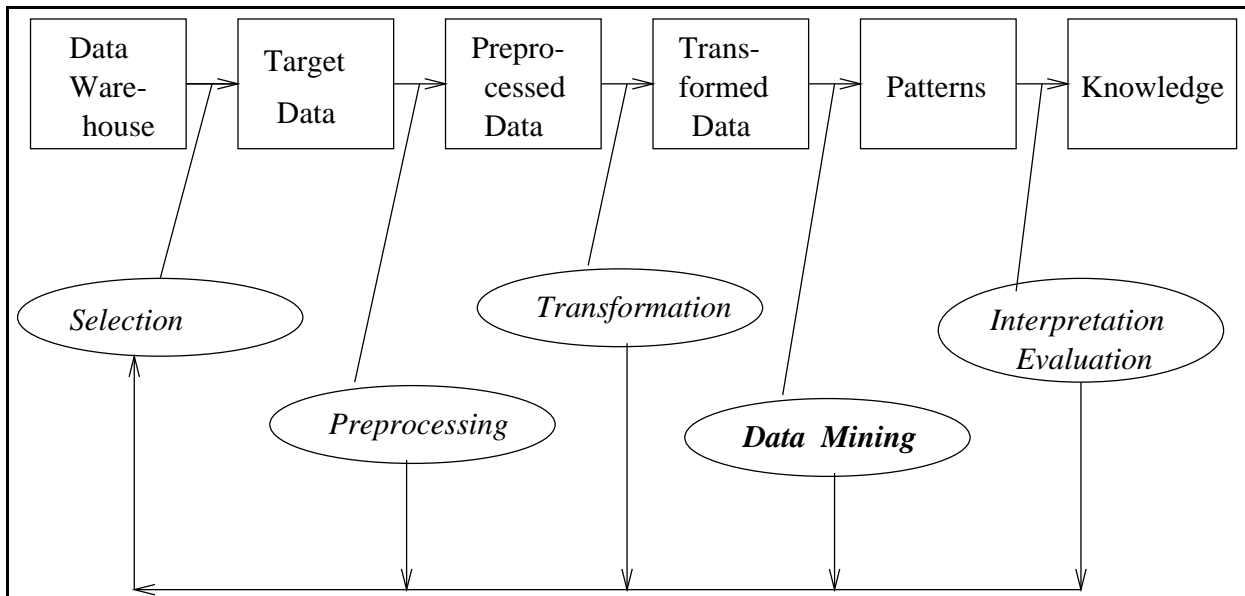 Data
Ware-
house
Target
Data
Prepro-
cessed
Data
Trans-
formed
Data
Patterns
Knowledge
Selection
Preprocessing
Transformation
Data Mining
Interpretation
Evaluation